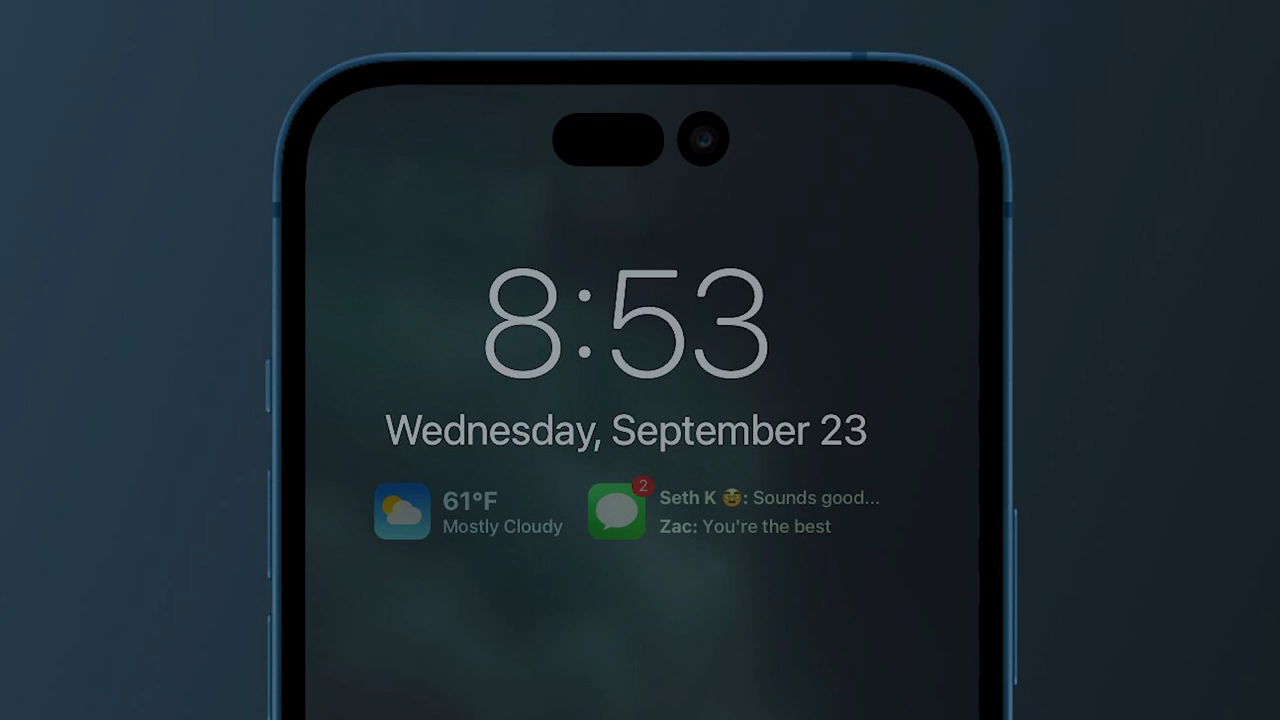 8:53
Wednesday, September 23
61°F
Mostly Cloudy
2
Seth K 🤠: Sounds good...
Zac: You're the best